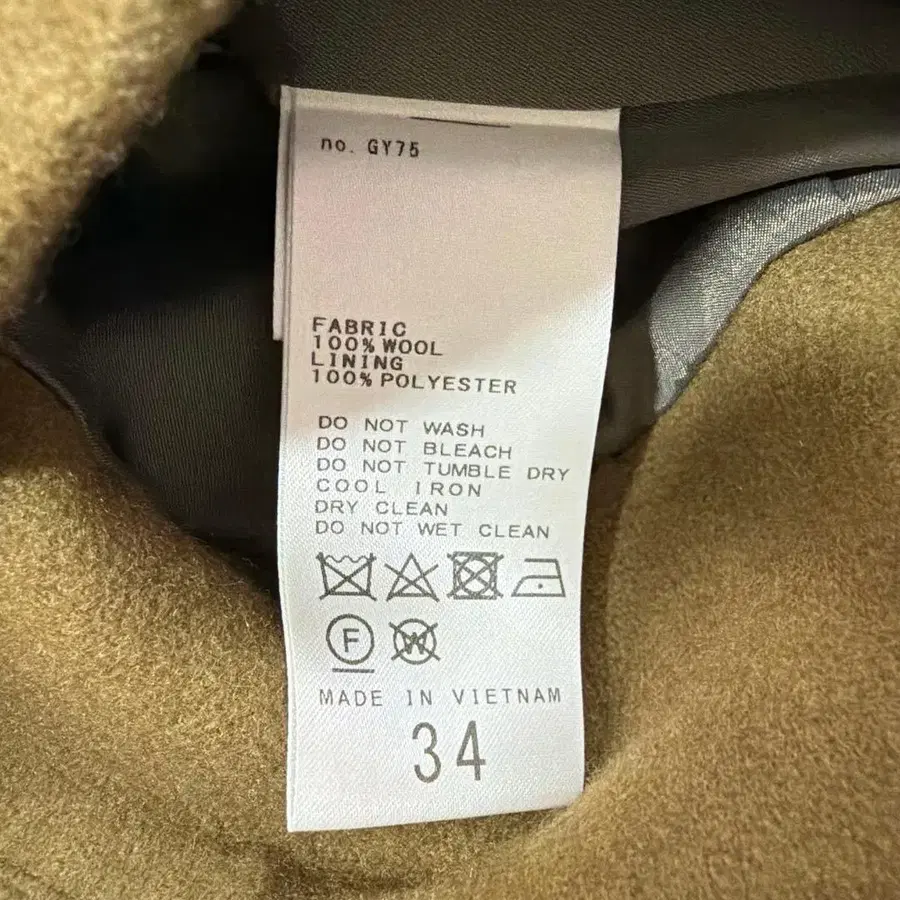 no. GY75
FABRIC
100% WOOL
LINING
100% POLYESTER
DO NOT WASH
DO NOT BLEACH
DO NOT TUMBLE DRY
COOL IRON
DRY CLEAN
DO NOT WET CLEAN
F W
MADE IN VIETNAM
34